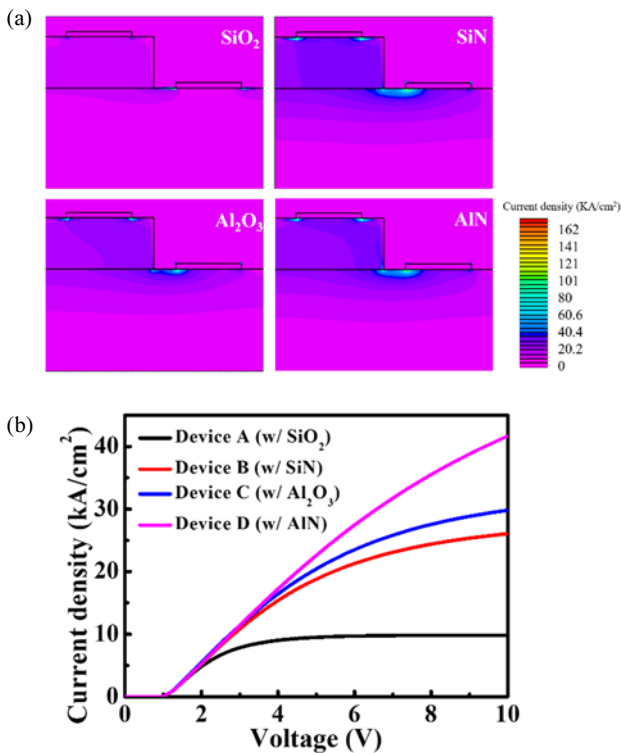 (a)
SiO₂
SiN
Al₂O₃
AlN
Current density (KA/cm²)
162
141
121
101
80
60.6
40.4
20.2
0
(b)
Current density (kA/cm²)
40
30
20
10
0
Device A (w/ SiO₂)
Device B (w/ SiN)
Device C (w/ Al₂O₃)
Device D (w/ AlN)
0 2 4 6 8 10
Voltage (V)